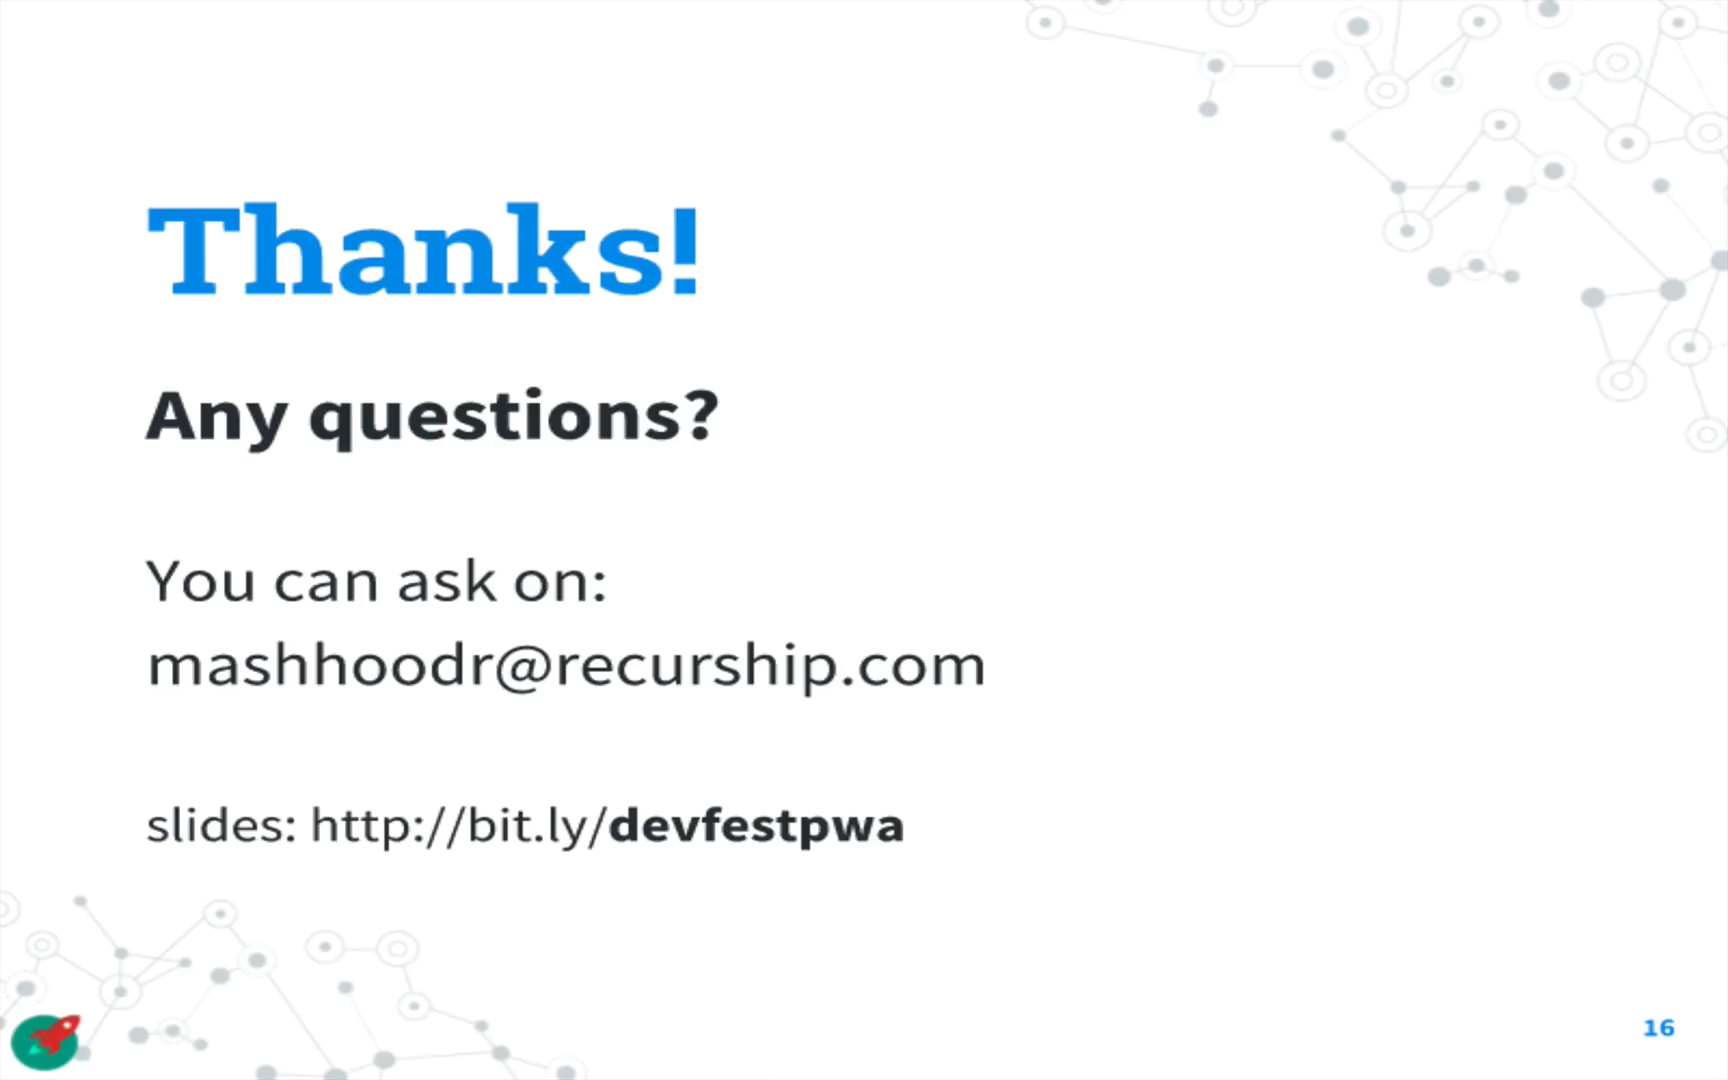 Thanks!
Any questions?
You can ask on:
mashhoodr@recurship.com
slides: http://bit.ly/devfestpwa
16